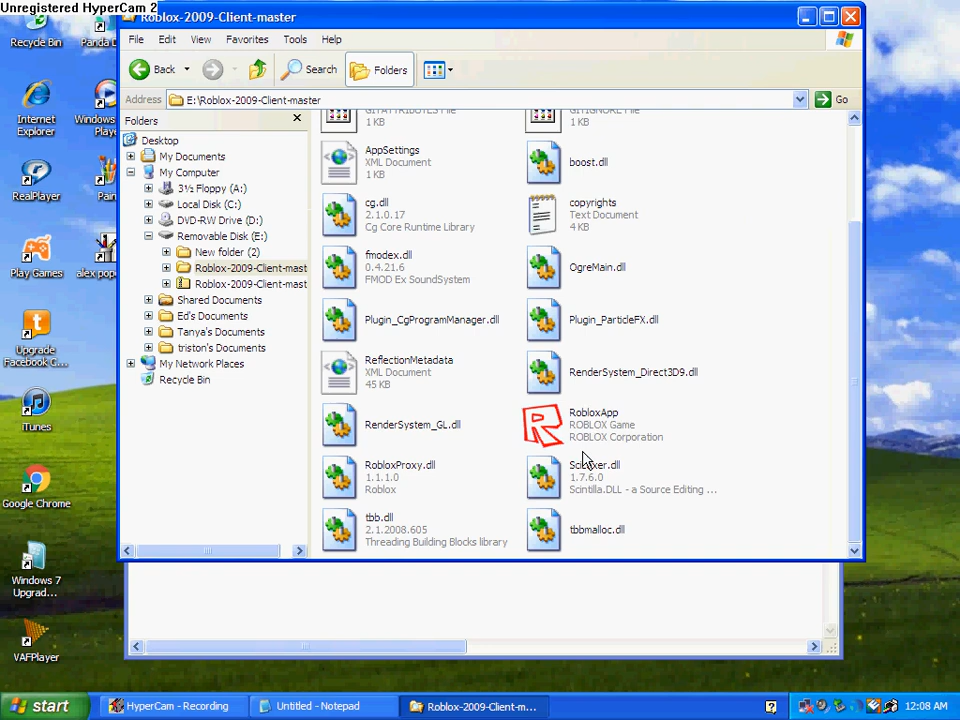 Unregistered HyperCam 2
Roblox-2009-Client-master
File Edit View Favorites Tools Help
Back Search Folders
Address E:\Roblox-2009-Client-master Go
Folders
Desktop
My Documents
My Computer
3½ Floppy (A:)
Local Disk (C:)
DVD-RW Drive (D:)
Removable Disk (E:)
New folder (2)
Roblox-2009-Client-mast
Roblox-2009-Client-mast
Shared Documents
Ed's Documents
Tanya's Documents
triston's Documents
My Network Places
Recycle Bin
1 KB
1 KB
AppSettings
XML Document
1 KB
boost.dll
cg.dll
2.1.0.17
Cg Core Runtime Library
copyrights
Text Document
4 KB
fmodex.dll
0.4.21.6
FMOD Ex SoundSystem
OgreMain.dll
Plugin_CgProgramManager.dll
Plugin_ParticleFX.dll
ReflectionMetadata
XML Document
45 KB
RenderSystem_Direct3D9.dll
RenderSystem_GL.dll
RobloxApp
ROBLOX Game
ROBLOX Corporation
RobloxProxy.dll
1.1.1.0
Roblox
1.7.6.0
Scintilla.DLL - a Source Editing ...
tbb.dll
2.1.2008.605
Threading Building Blocks library
tbbmalloc.dll
Recycle Bin
Panda
Internet
Explorer
Windows
Playe
RealPlayer
Pain
Play Games
alex pop
Upgrade
Facebook C...
iTunes
Google Chrome
Windows 7
Upgrad...
VAFPlayer
start
HyperCam - Recording
Untitled - Notepad
Roblox-2009-Client-m...
12:08 AM